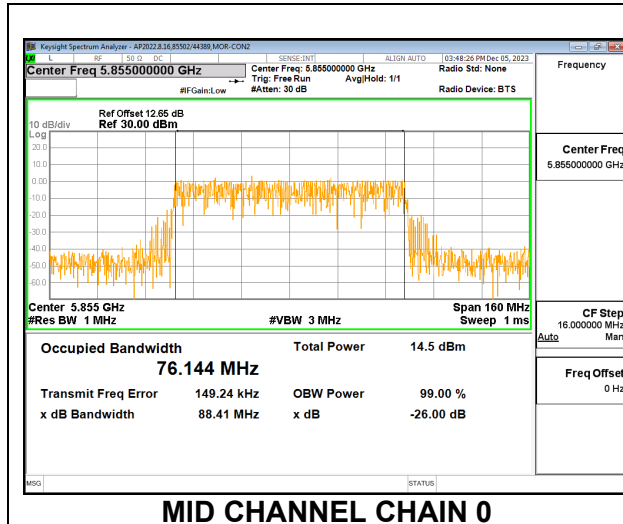 Keysight Spectrum Analyzer - AP2022.8.16,85502/44389,MOR-CON2
L RF 50 Ω DC SENSE:INT ALIGN AUTO 03:48:26 PM Dec 05, 2023
Center Freq 5.855000000 GHz
Center Freq: 5.855000000 GHz
Radio Std: None
Trig: Free Run Avg|Hold: 1/1
#IFGain:Low #Atten: 30 dB Radio Device: BTS
Frequency
Ref Offset 12.65 dB
10 dB/div Ref 30.00 dBm
Log
20.0
10.0
0.00
-10.0
-20.0
-30.0
-40.0
-50.0
-60.0
Center 5.855 GHz Span 160 MHz
#Res BW 1 MHz #VBW 3 MHz Sweep 1 ms
Center Freq
5.855000000 GHz
CF Step
16.000000 MHz
Auto Man
Freq Offset
0 Hz
Occupied Bandwidth Total Power 14.5 dBm
76.144 MHz
Transmit Freq Error 149.24 kHz OBW Power 99.00 %
x dB Bandwidth 88.41 MHz x dB -26.00 dB
MSG STATUS
MID CHANNEL CHAIN 0